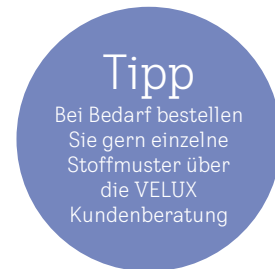 Tipp
Bei Bedarf bestellen
Sie gern einzelne
Stoffmuster über
die VELUX
Kundenberatung